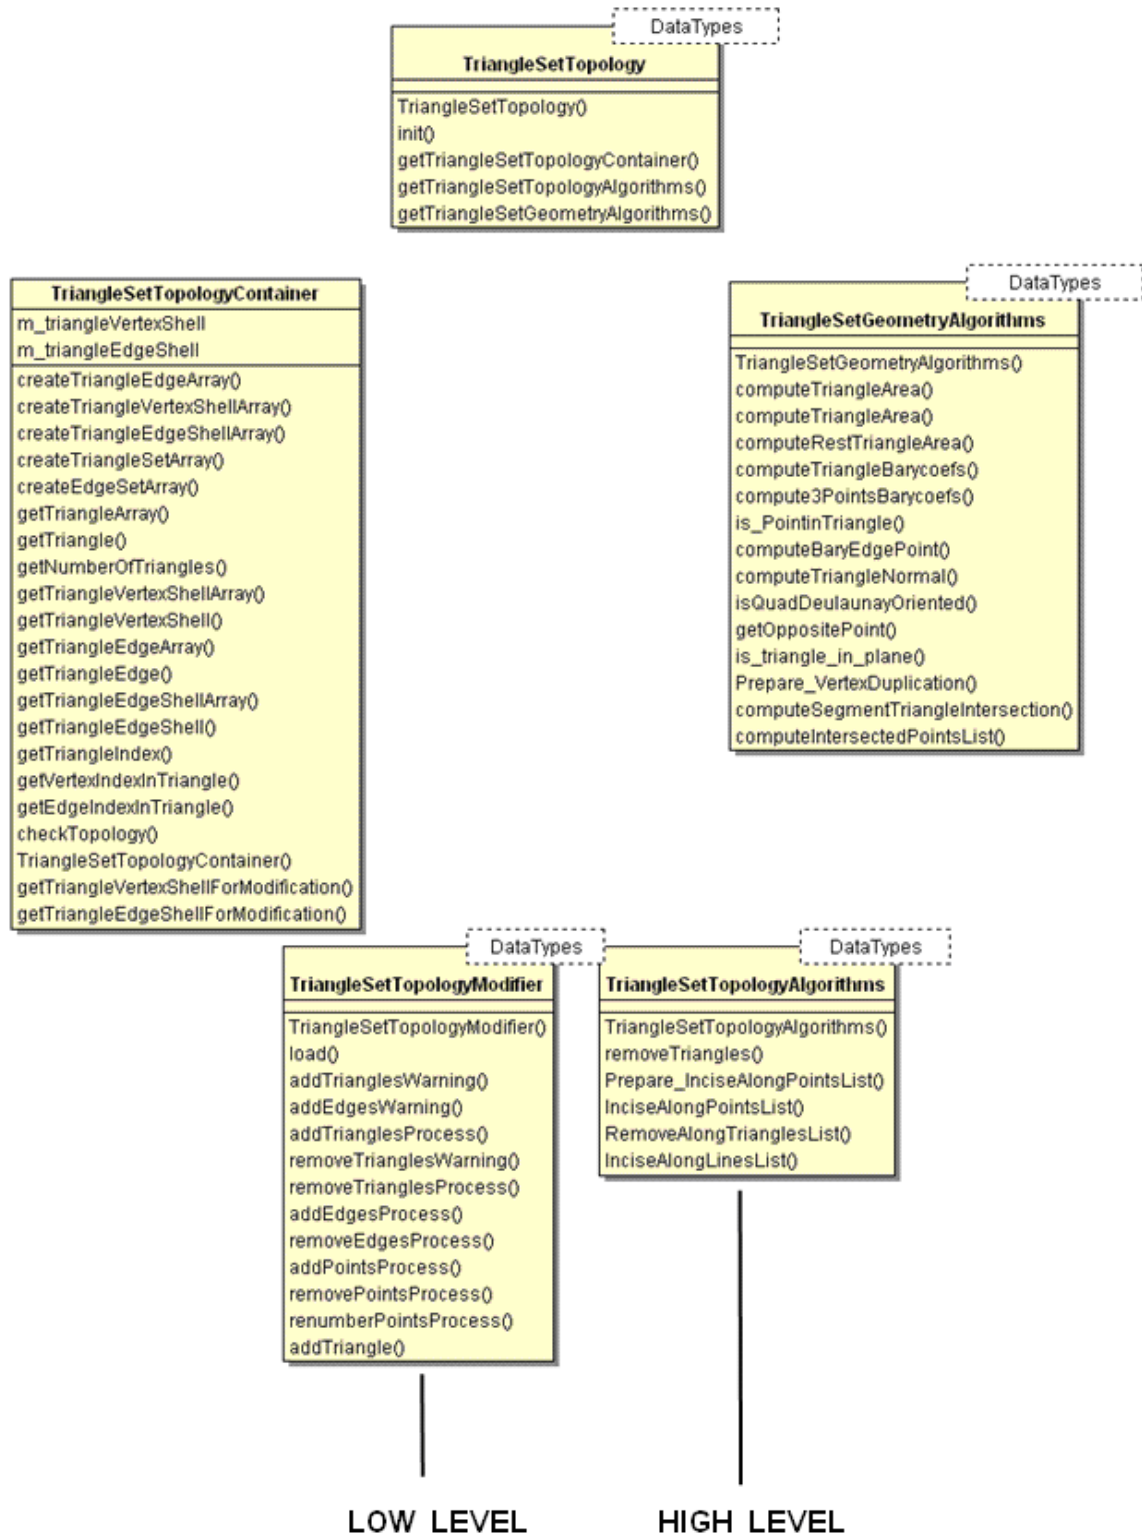 DataTypes
TriangleSetTopology
TriangleSetTopology()
init()
getTriangleSetTopologyContainer()
getTriangleSetTopologyAlgorithms()
getTriangleSetGeometryAlgorithms()
TriangleSetTopologyContainer
m_triangleVertexShell
m_triangleEdgeShell
createTriangleEdgeArray()
createTriangleVertexShellArray()
createTriangleEdgeShellArray()
createTriangleSetArray()
createEdgeSetArray()
getTriangleArray()
getTriangle()
getNumberOfTriangles()
getTriangleVertexShellArray()
getTriangleVertexShell()
getTriangleEdgeArray()
getTriangleEdge()
getTriangleEdgeShellArray()
getTriangleEdgeShell()
getTriangleIndex()
getVertexIndexInTriangle()
getEdgeIndexInTriangle()
checkTopology()
TriangleSetTopologyContainer()
getTriangleVertexShellForModification()
getTriangleEdgeShellForModification()
DataTypes
TriangleSetGeometryAlgorithms
TriangleSetGeometryAlgorithms()
computeTriangleArea()
computeTriangleArea()
computeRestTriangleArea()
computeTriangleBarycoefs()
compute3PointsBarycoefs()
is_PointinTriangle()
computeBaryEdgePoint()
computeTriangleNormal()
isQuadDeulaunayOriented()
getOppositePoint()
is_triangle_in_plane()
Prepare_VertexDuplication()
computeSegmentTriangleIntersection()
computeIntersectedPointsList()
DataTypes
TriangleSetTopologyModifier
TriangleSetTopologyModifier()
load()
addTrianglesWarning()
addEdgesWarning()
addTrianglesProcess()
removeTrianglesWarning()
removeTrianglesProcess()
addEdgesProcess()
removeEdgesProcess()
addPointsProcess()
removePointsProcess()
renumberPointsProcess()
addTriangle()
DataTypes
TriangleSetTopologyAlgorithms
TriangleSetTopologyAlgorithms()
removeTriangles()
Prepare_InciseAlongPointsList()
InciseAlongPointsList()
RemoveAlongTrianglesList()
InciseAlongLinesList()
LOW LEVEL
HIGH LEVEL